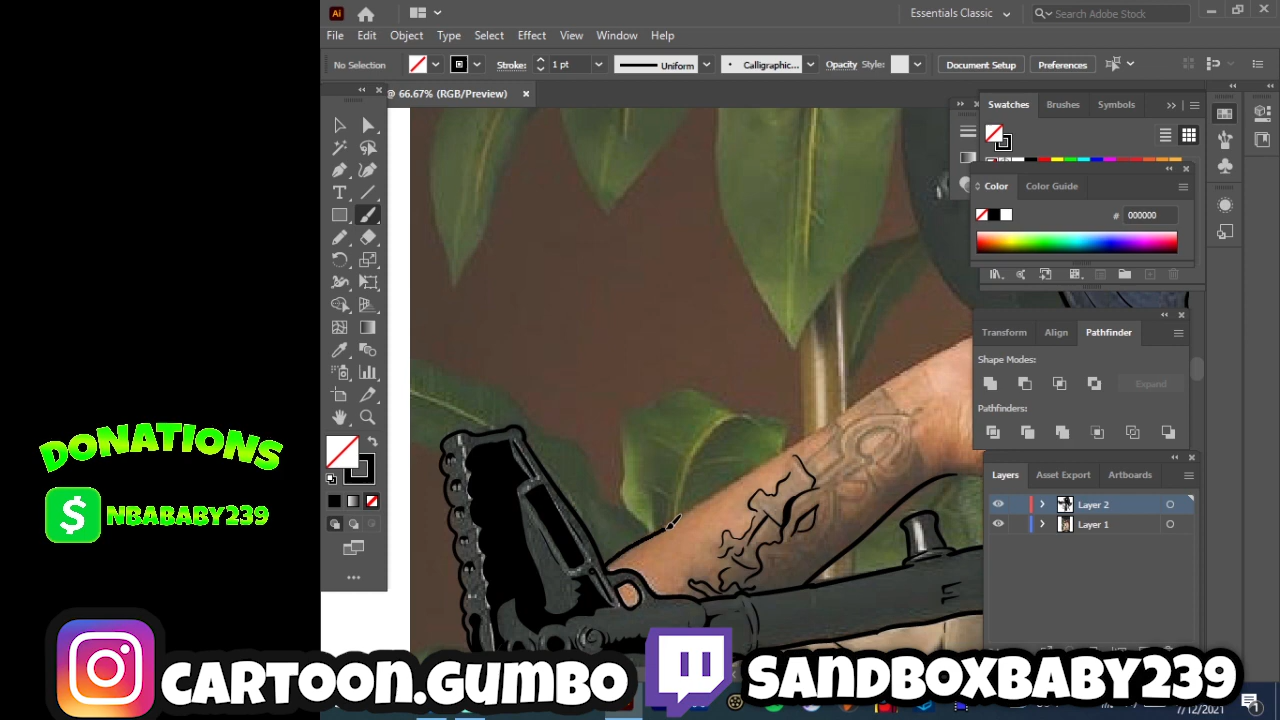 Ai
Essentials Classic
Search Adobe Stock
File Edit Object Type Select Effect View Window Help
No Selection Stroke: 1 pt Uniform Calligraphic... Opacity Style: Document Setup Preferences
@ 66.67% (RGB/Preview)
Swatches Brushes Symbols
Color Color Guide
# 000000
Transform Align Pathfinder
Shape Modes:
Expand
Pathfinders:
Layers Asset Export Artboards
Layer 2
Layer 1
DONATIONS
$ NBABABY239
CARTOON.GUMBO
SANDBOXBABY239
7/12/2021
1